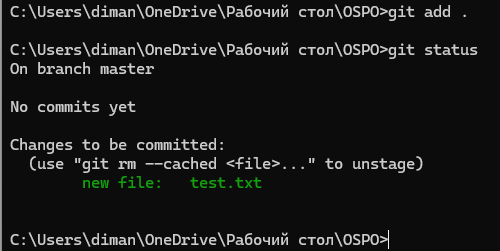 C:\Users\diman\OneDrive\Рабочий стол\OSPO>git add .
C:\Users\diman\OneDrive\Рабочий стол\OSPO>git status
On branch master
No commits yet
Changes to be committed:
  (use "git rm --cached <file>..." to unstage)
        new file:   test.txt
C:\Users\diman\OneDrive\Рабочий стол\OSPO>